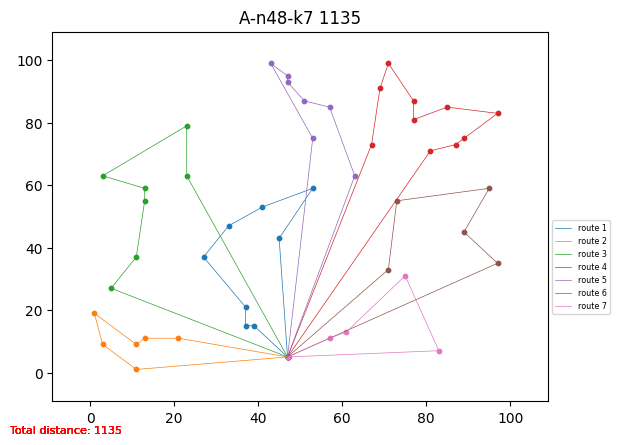 A-n48-k7 1135
100
80
60
40
20
0
0 20 40 60 80 100
route 1
route 2
route 3
route 4
route 5
route 6
route 7
Total distance: 1135